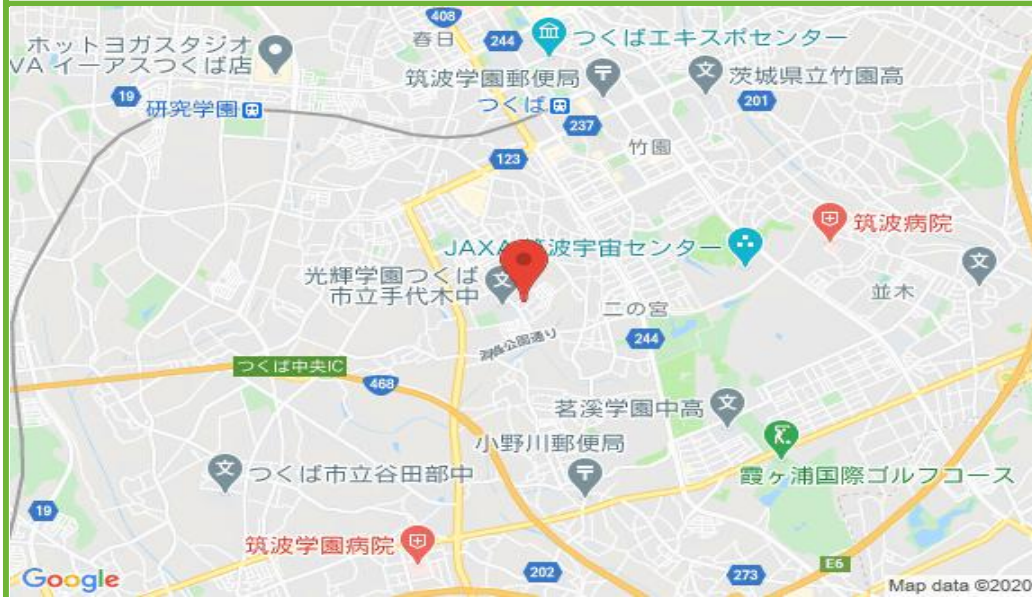 408
ホットヨガスタジオ
VA イーアスつくば店
春日
244
つくばエキスポセンター
筑波学園郵便局
茨城県立竹園高
19
研究学園
つくば
201
237
竹園
123
筑波病院
JAXA 筑波宇宙センター
光輝学園つくば
市立手代木中
並木
二の宮
洞峰公園通り
244
つくば中央IC
468
茗溪学園中高
小野川郵便局
つくば市立谷田部中
霞ヶ浦国際ゴルフコース
19
筑波学園病院
202
273
E6
Google
Map data ©2020